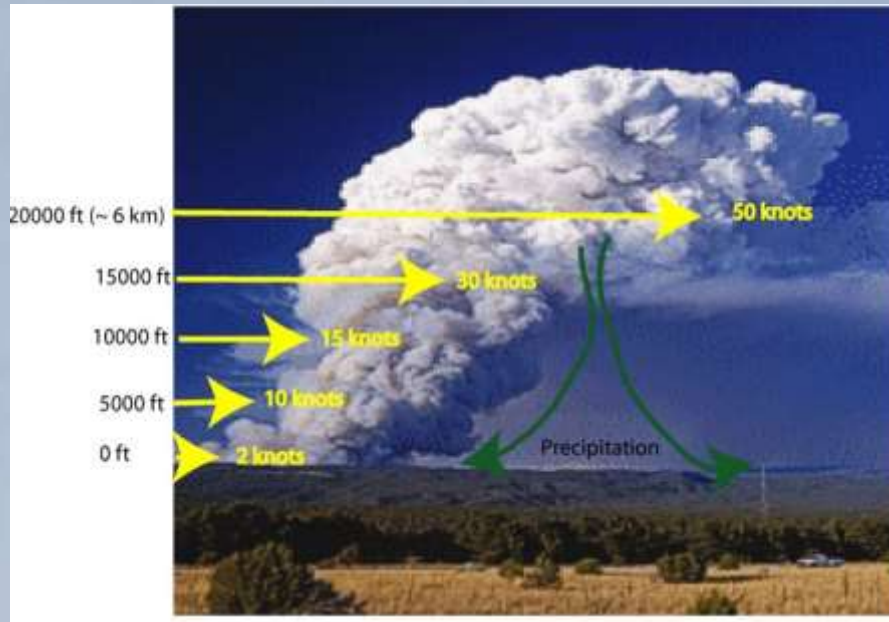 20000 ft (~ 6 km)
50 knots
15000 ft
30 knots
10000 ft
15 knots
5000 ft
10 knots
0 ft
2 knots
Precipitation